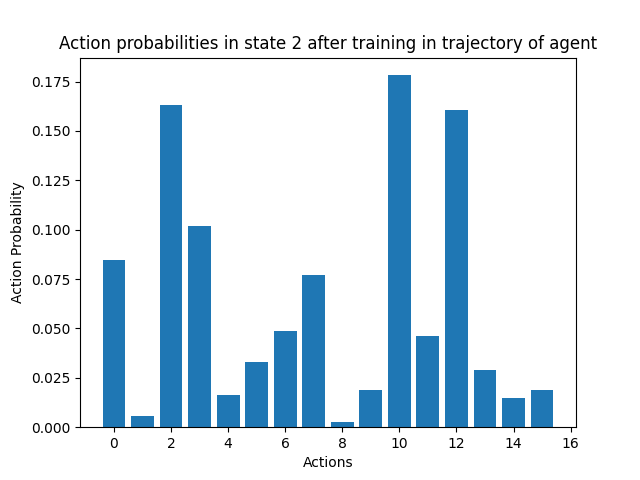 Action probabilities in state 2 after training in trajectory of agent
0.175
0.150
0.125
0.100
0.075
0.050
0.025
0.000
Action Probability
0 2 4 6 8 10 12 14 16
Actions